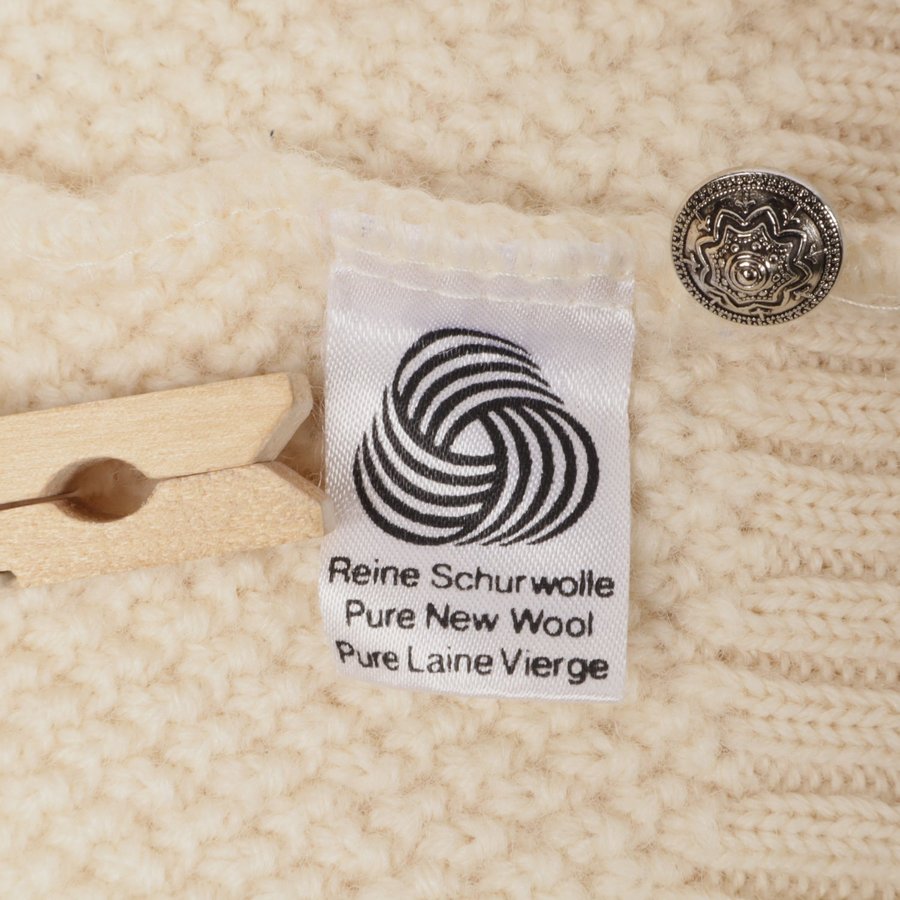 Reine Schurwolle
Pure New Wool
Pure Laine Vierge